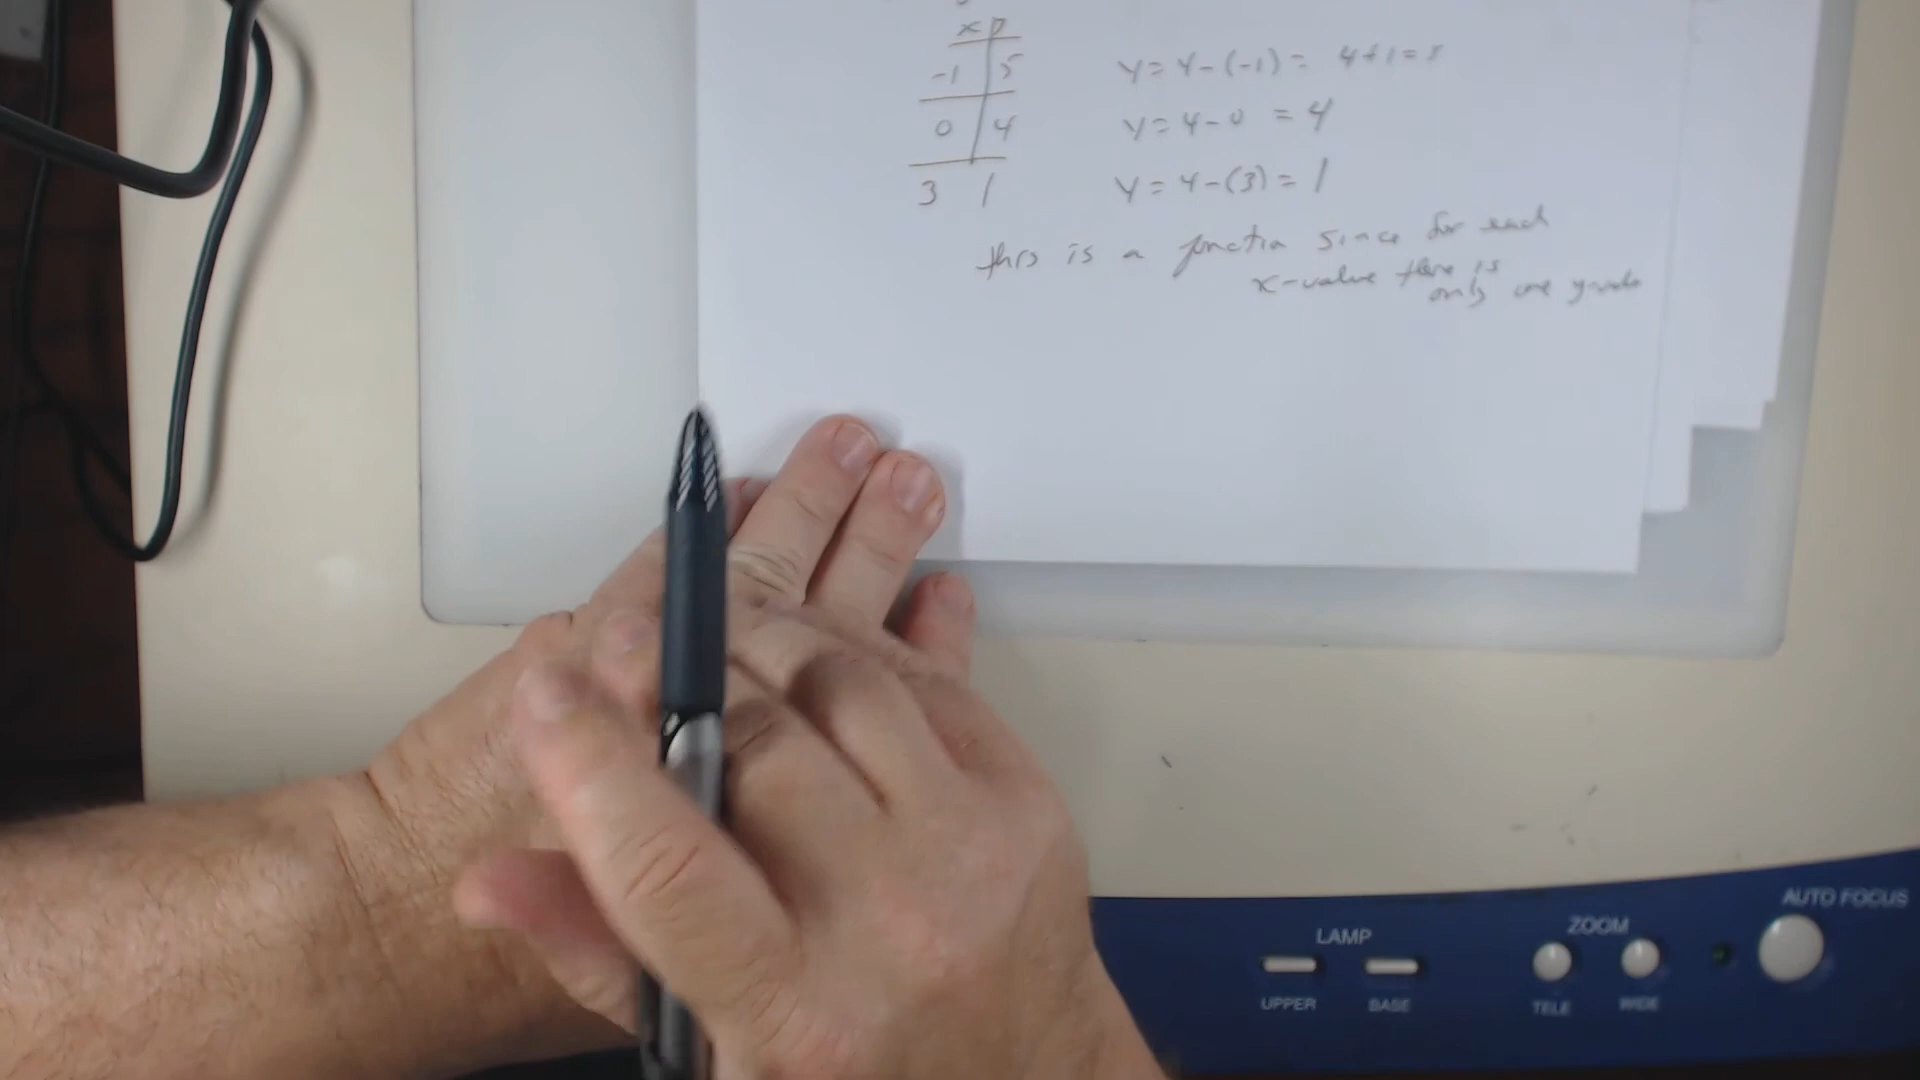 x y
-1 5 y = 4-(-1) = 4+1=5
0 4 y = 4-0 = 4
3 1 y = 4-(3) = 1
this is a function since for each
x-value there is
only one y-value
AUTO FOCUS
LAMP ZOOM
UPPER BASE TELE WIDE